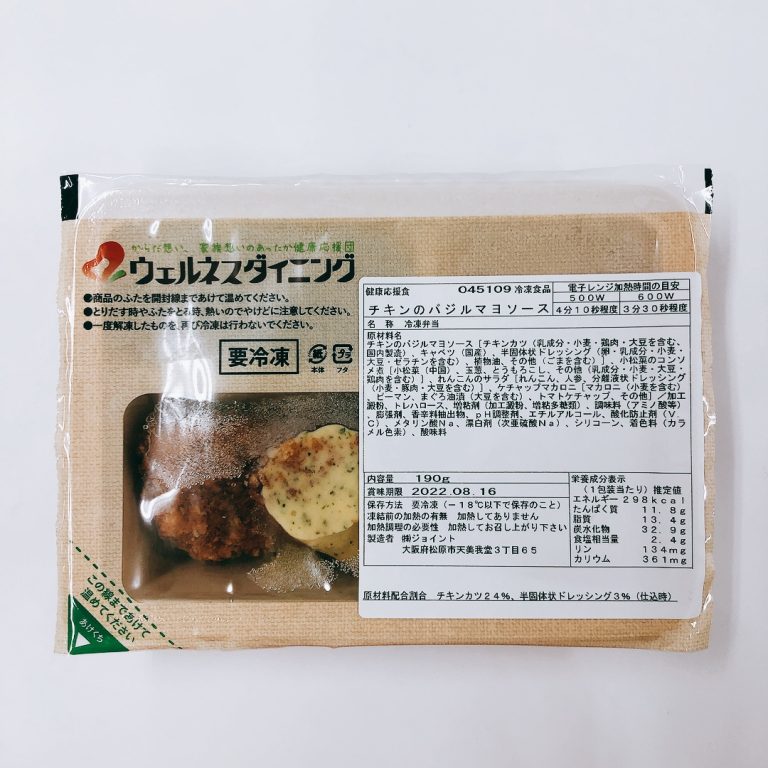 からだ想い、家族想いのあったか健康応援団
ウェルネスダイニング
●商品のふたを開封線まであけて温めてください。
●とりだす時やふたをとる時、熱いのでやけどに注意してください。
●一度解凍したものを、再び冷凍は行わないでください。
要冷凍
紙
本体
プラ
フタ
この線まであけて
温めてください
あけくち
健康応援食 045109 冷凍食品
チキンのバジルマヨソース
電子レンジ加熱時間の目安
500W 600W
4分10秒程度 3分30秒程度
名 称 冷凍弁当
原材料名
チキンのバジルマヨソース[チキンカツ(乳成分・小麦・鶏肉・大豆を含む、
国内製造)、キャベツ(国産)、半固体状ドレッシング(卵・乳成分・小麦・
大豆・ゼラチンを含む)、植物油、その他(ごまを含む)]、小松菜のコンソ
メ煮[小松菜(中国)、玉葱、とうもろこし、その他(乳成分・小麦・大豆・
鶏肉を含む)]、れんこんのサラダ[れんこん、人参、分離液状ドレッシング
(小麦・豚肉・大豆を含む)]、ケチャップマカロニ[マカロニ(小麦を含む)
、ピーマン、まぐろ油漬(大豆を含む)、トマトケチャップ、その他]/加工
澱粉、トレハロース、増粘剤(加工澱粉、増粘多糖類)、調味料(アミノ酸等)
、膨張剤、香辛料抽出物、pH調整剤、エチルアルコール、酸化防止剤(V.
C)、メタリン酸Na、漂白剤(次亜硫酸Na)、シリコーン、着色料(カラ
メル色素)、酸味料
内容量 190g
賞味期限 2022.08.16
保存方法 要冷凍(-18℃以下で保存のこと)
凍結前の加熱の有無 加熱してありません
加熱調理の必要性 加熱してお召し上がり下さい
製造者 ㈱ジョイント
大阪府松原市天美我堂3丁目65
栄養成分表示
(1包装当たり)推定値
エネルギー 298kcal
たんぱく質 11.8g
脂質 13.4g
炭水化物 32.9g
食塩相当量 2.4g
リン 134mg
カリウム 361mg
原材料配合割合 チキンカツ24%、半固体状ドレッシング3%(仕込時)